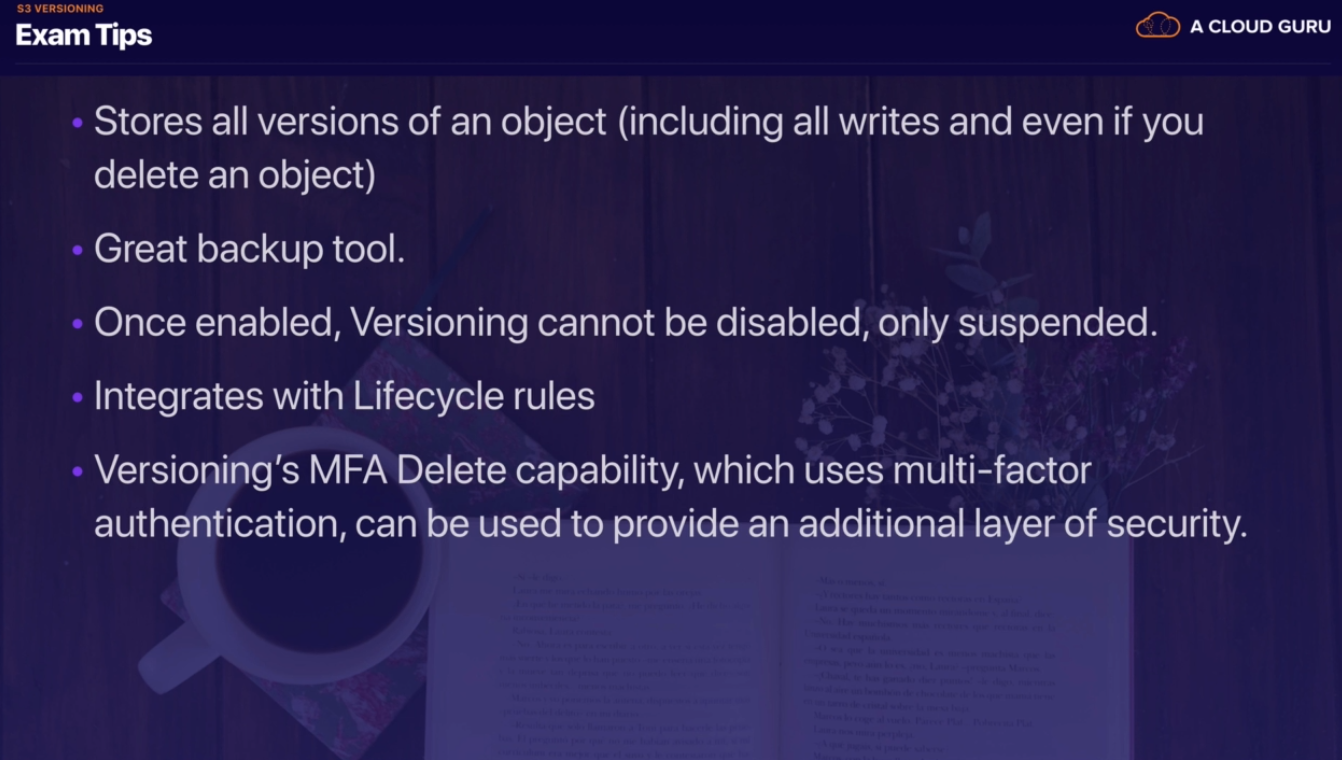 S3 VERSIONING
Exam Tips
A CLOUD GURU
• Stores all versions of an object (including all writes and even if you
delete an object)
• Great backup tool.
• Once enabled, Versioning cannot be disabled, only suspended.
• Integrates with Lifecycle rules
• Versioning’s MFA Delete capability, which uses multi-factor
authentication, can be used to provide an additional layer of security.